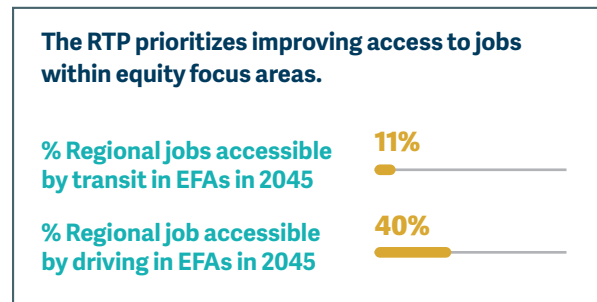 The RTP prioritizes improving access to jobs
within equity focus areas.
% Regional jobs accessible
by transit in EFAs in 2045
11%
% Regional job accessible
by driving in EFAs in 2045
40%